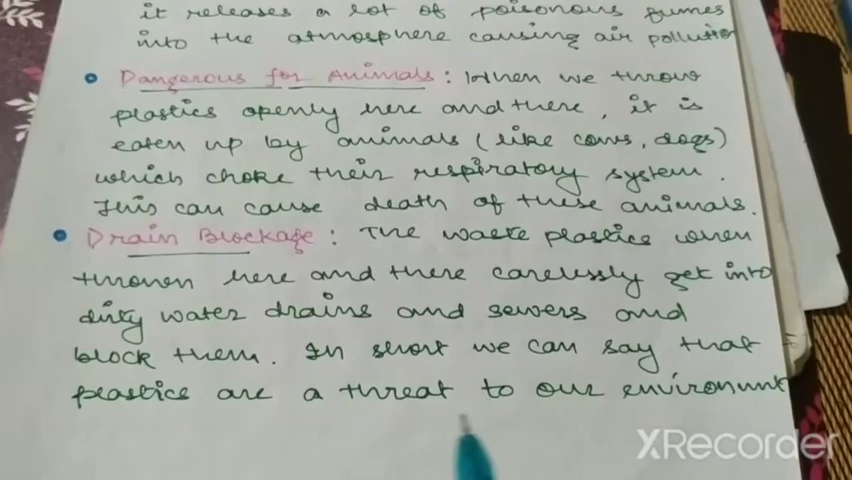 it releases a lot of poisonous fumes
into the atmosphere causing air pollution
• Dangerous for Animals : When we throw
plastics openly here and there, it is
eaten up by animals (like cows, dogs)
which choke their respiratory system.
This can cause death of these animals.
• Drain Blockage : The waste plastics when
thrown here and there carelessly get into
dirty water drains and sewers and
block them. In short we can say that
plastics are a threat to our environment
XRecorder